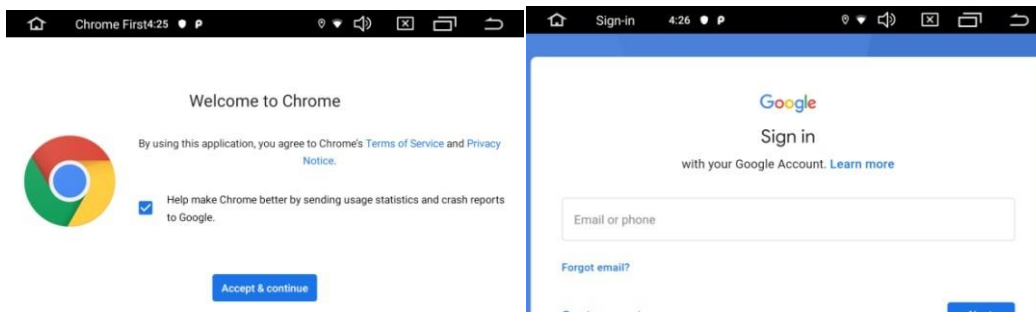 Chrome First4:25
Welcome to Chrome
By using this application, you agree to Chrome's Terms of Service and Privacy
Notice.
Help make Chrome better by sending usage statistics and crash reports
to Google.
Accept & continue
Sign-in 4:26
Google
Sign in
with your Google Account. Learn more
Email or phone
Forgot email?